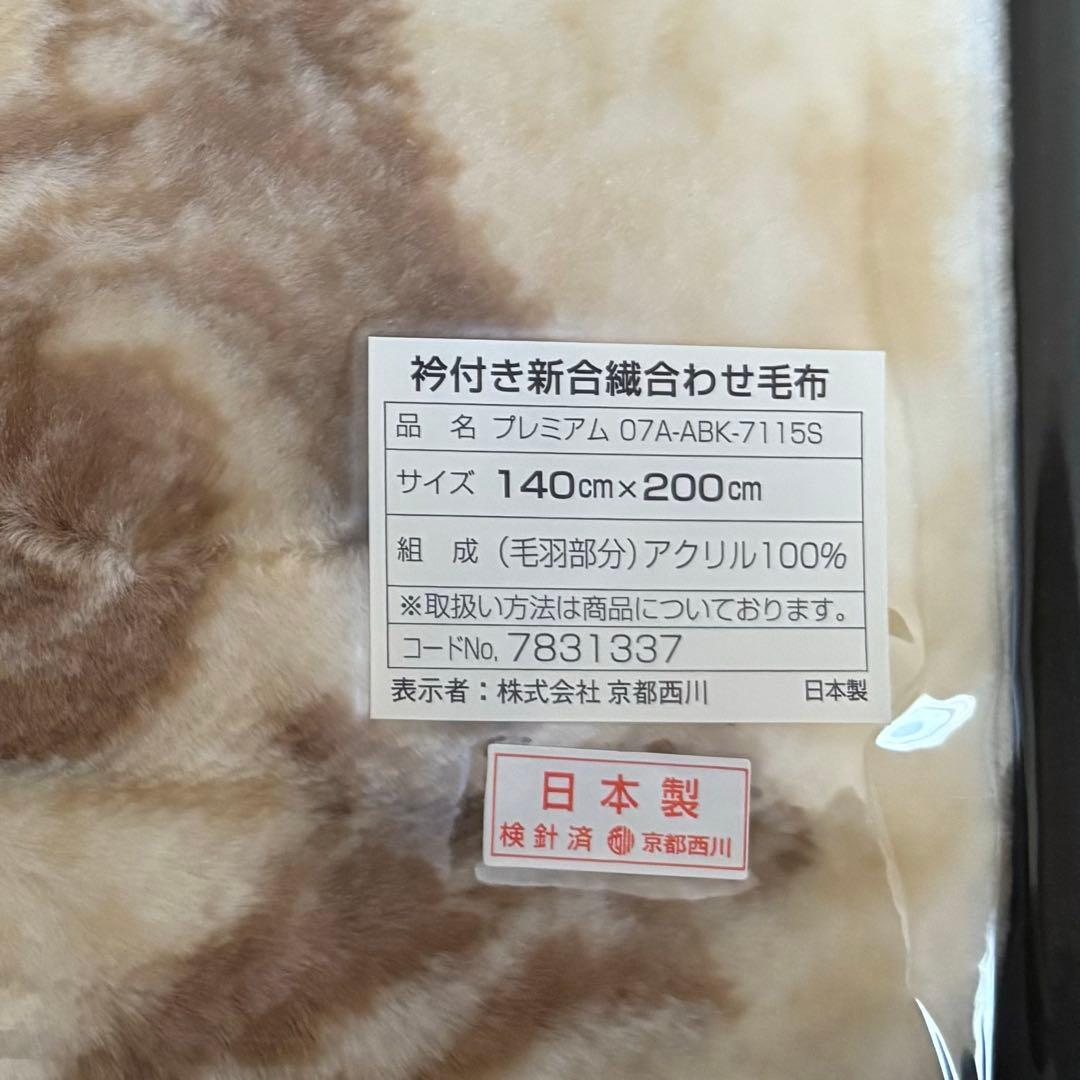 衿付き新合繊合わせ毛布
品 名 プレミアム 07A-ABK-7115S
サイズ 140cm×200cm
組 成 (毛羽部分)アクリル100%
※取扱い方法は商品についております。
コードNo. 7831337
表示者：株式会社 京都西川 日本製
日本製
検針済 京都西川